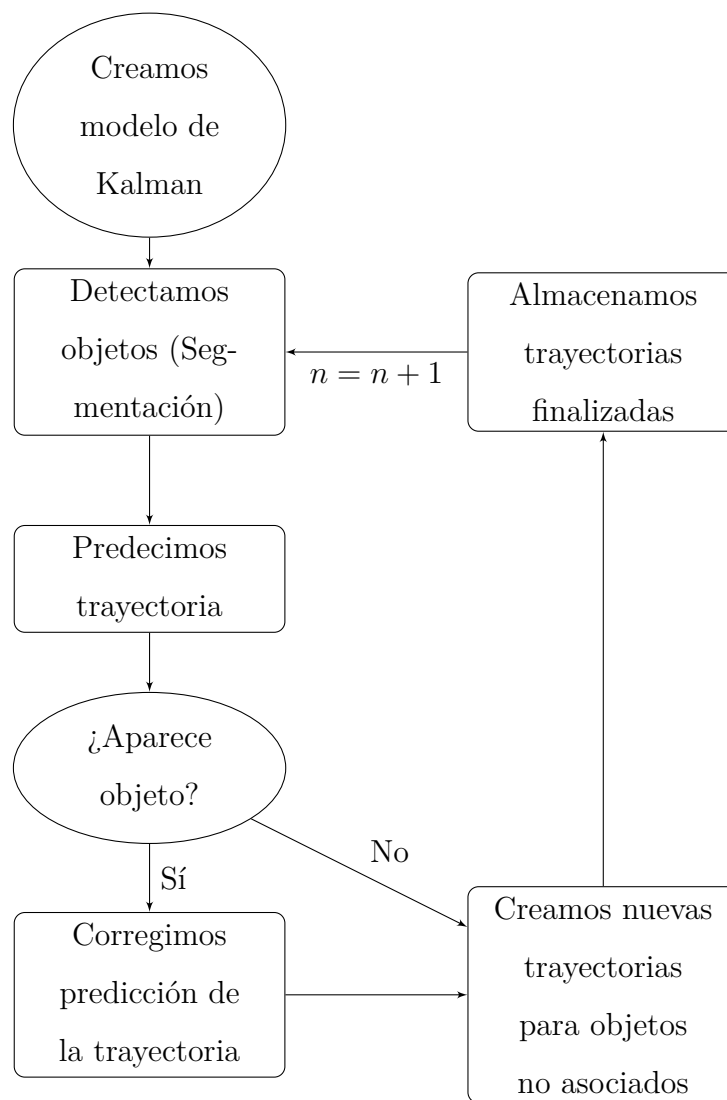 Creamos
modelo de
Kalman
Detectamos
objetos (Seg-
mentación)
Almacenamos
trayectorias
finalizadas
n = n + 1
Predecimos
trayectoria
¿Aparece
objeto?
No
Sí
Corregimos
predicción de
la trayectoria
Creamos nuevas
trayectorias
para objetos
no asociados